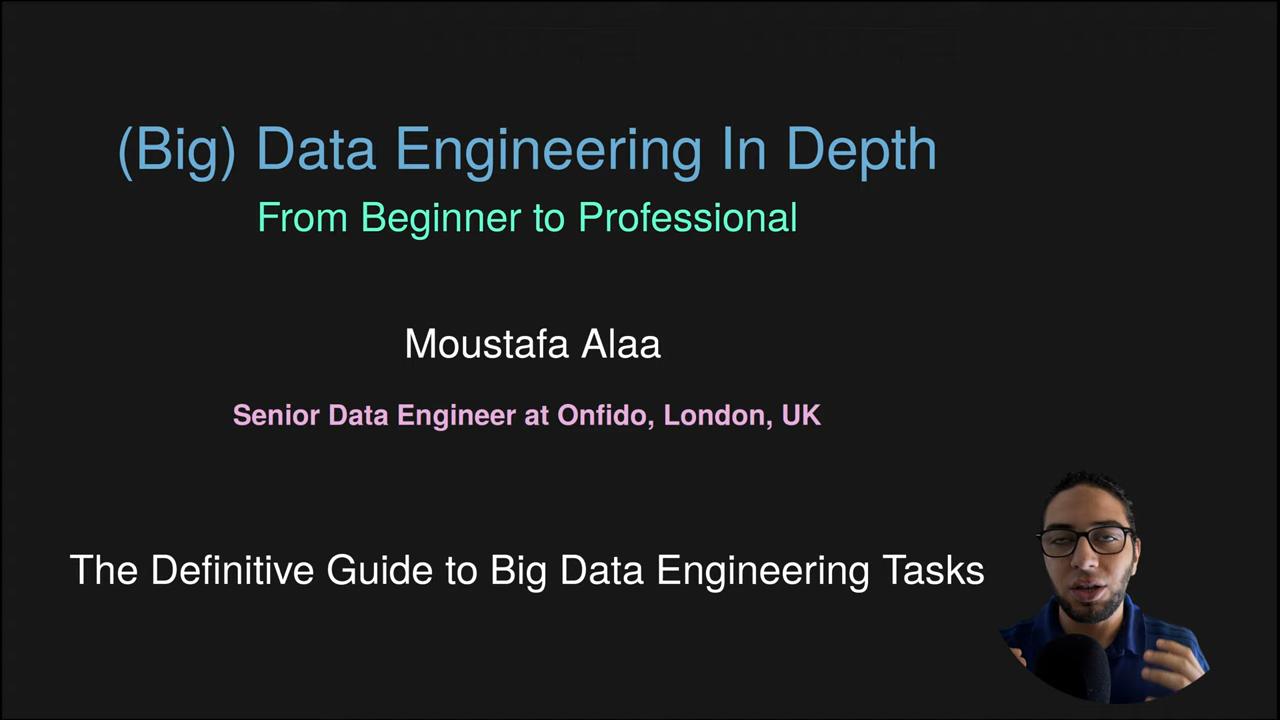 (Big) Data Engineering In Depth
From Beginner to Professional
Moustafa Alaa
Senior Data Engineer at Onfido, London, UK
The Definitive Guide to Big Data Engineering Tasks